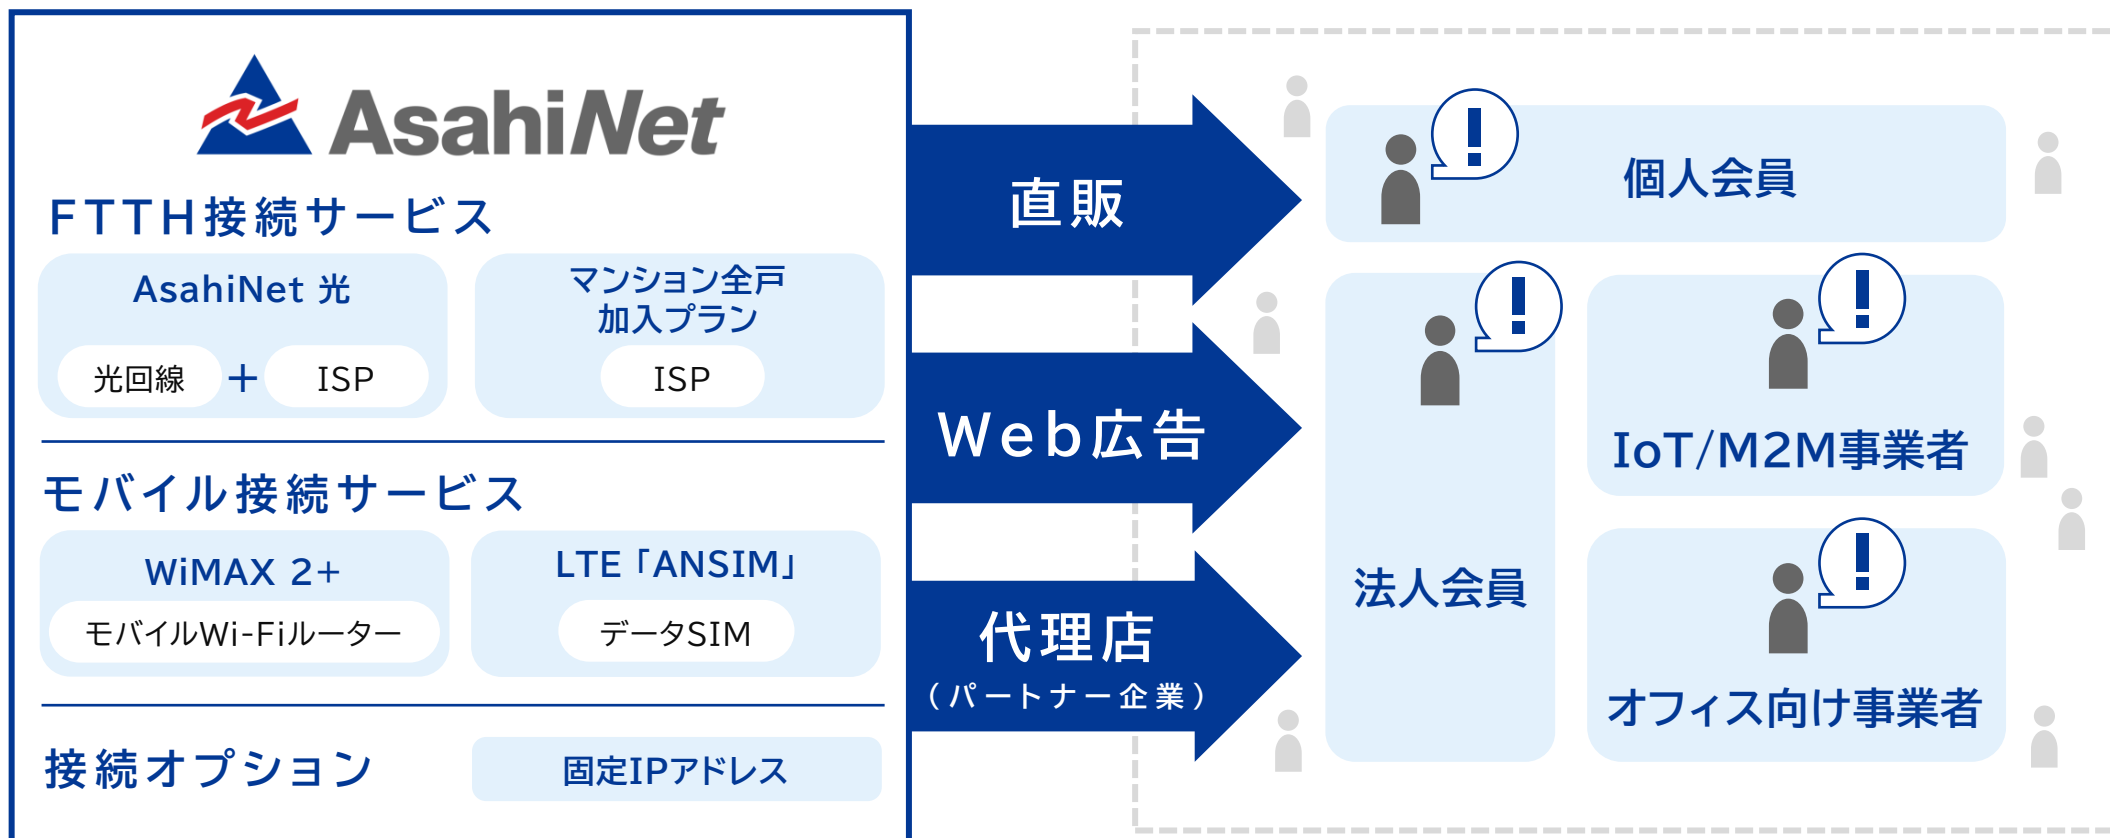 AsahiNet
FTTH接続サービス
AsahiNet 光
光回線
+
ISP
マンション全戸
加入プラン
ISP
モバイル接続サービス
WiMAX 2+
モバイルWi-Fiルーター
LTE「ANSIM」
データSIM
接続オプション
固定IPアドレス
直販
Web広告
代理店
（パートナー企業）
!
個人会員
!
法人会員
!
IoT/M2M事業者
!
オフィス向け事業者